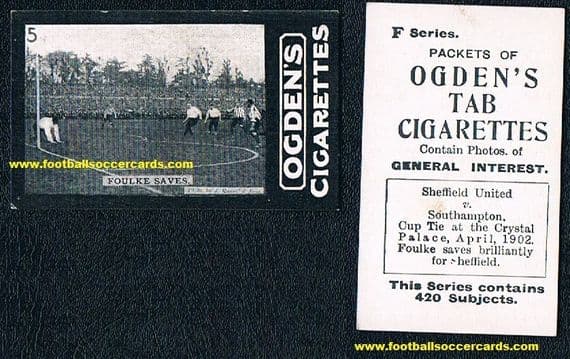 5
OGDEN'S
CIGARETTES
www.footballsoccercards.com
FOULKE SAVES.
F Series.
PACKETS OF
OGDEN'S
TAB
CIGARETTES
Contain Photos. of
GENERAL INTEREST.
Sheffield United
v.
Southampton,
Cup Tie at the Crystal
Palace, April, 1902.
Foulke saves brilliantly
for Sheffield.
This Series contains
420 Subjects.
www.footballsoccercards.com